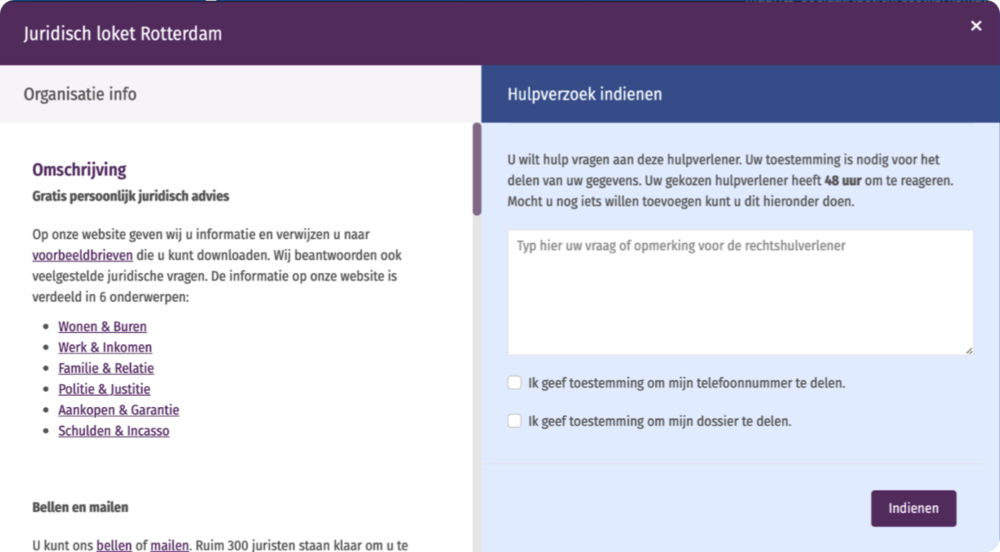 Juridisch loket Rotterdam
Organisatie info
Omschrijving
Gratis persoonlijk juridisch advies
Op onze website geven wij u informatie en verwijzen u naar
voorbeeldbrieven die u kunt downloaden. Wij beantwoorden ook
veelgestelde juridische vragen. De informatie op onze website is
verdeeld in 6 onderwerpen:
Wonen & Buren
Werk & Inkomen
Familie & Relatie
Politie & Justitie
Aankopen & Garantie
Schulden & Incasso
Bellen en mailen
U kunt ons bellen of mailen. Ruim 300 juristen staan klaar om u te
Hulpverzoek indienen
U wilt hulp vragen aan deze hulpverlener. Uw toestemming is nodig voor het
delen van uw gegevens. Uw gekozen hulpverlener heeft 48 uur om te reageren.
Mocht u nog iets willen toevoegen kunt u dit hieronder doen.
Typ hier uw vraag of opmerking voor de rechtshulverlener
Ik geef toestemming om mijn telefoonnummer te delen.
Ik geef toestemming om mijn dossier te delen.
Indienen